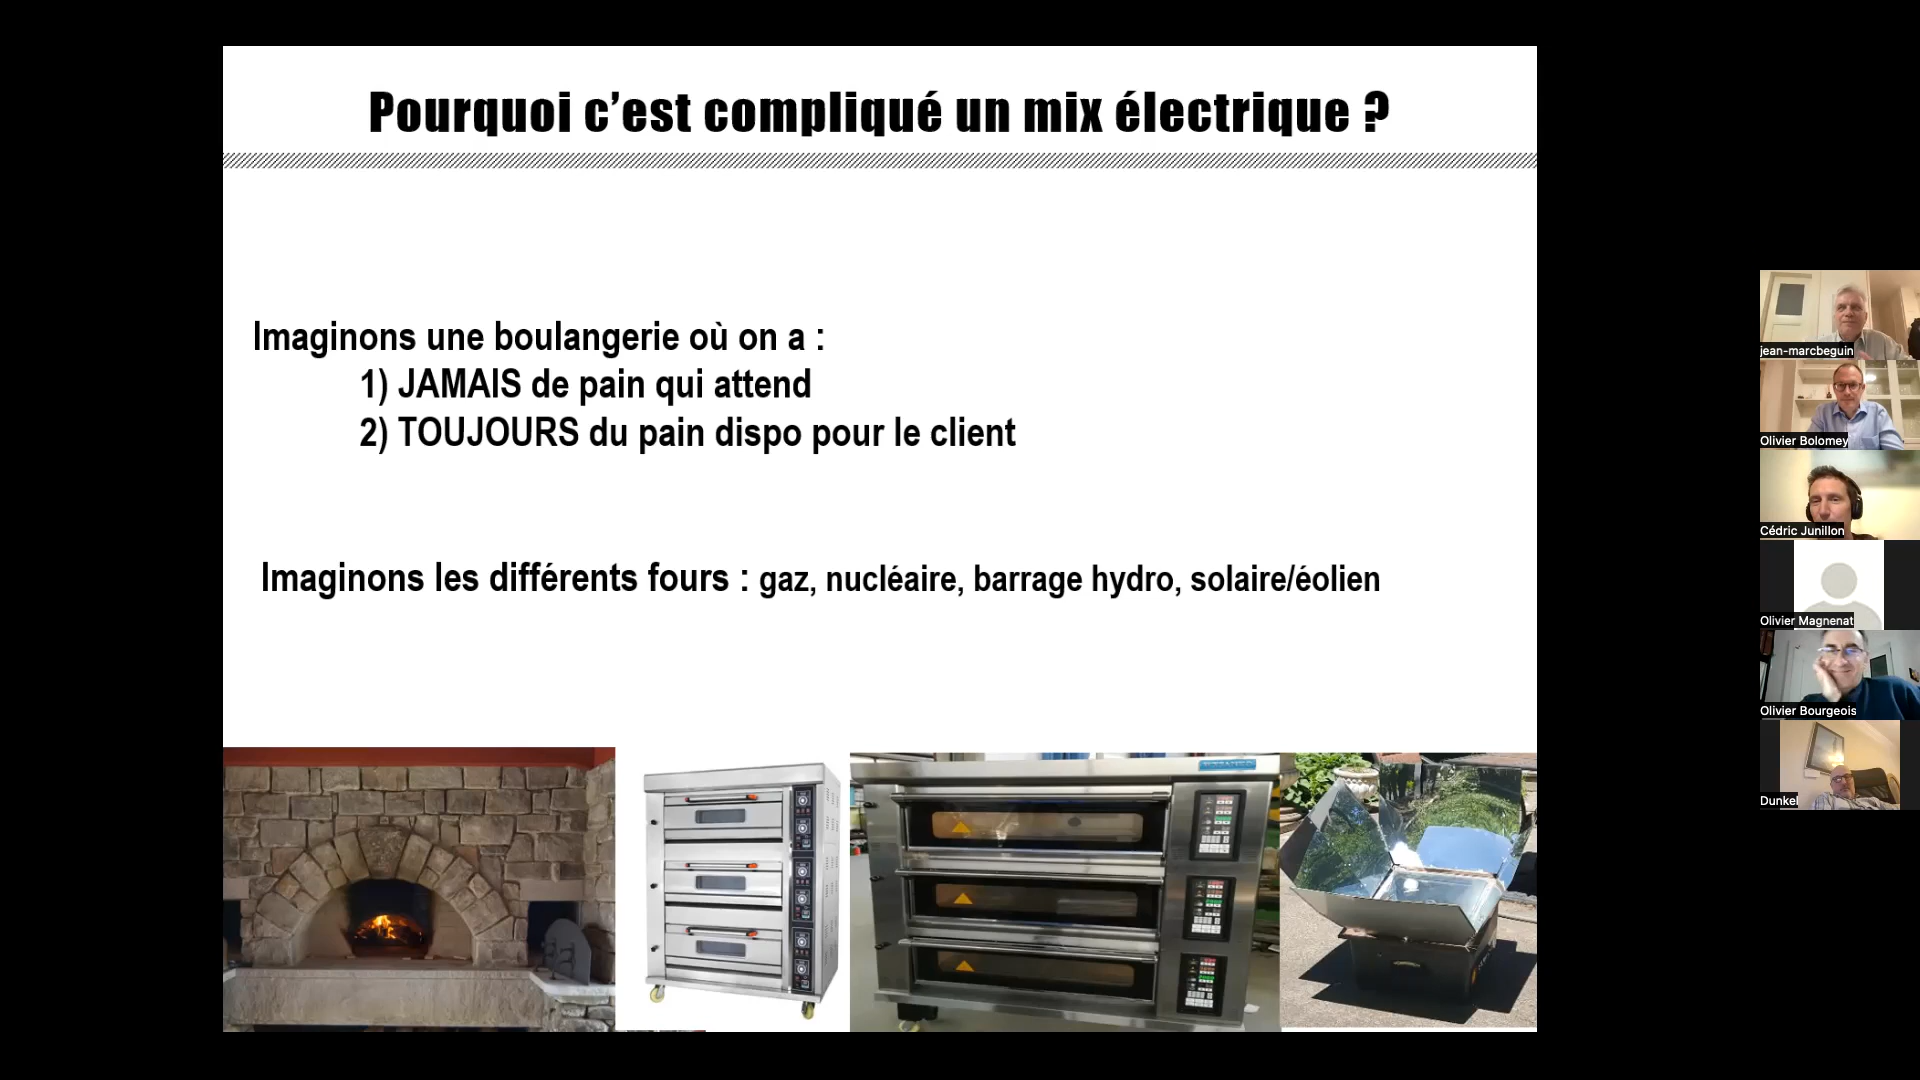 Pourquoi c’est compliqué un mix électrique ?
Imaginons une boulangerie où on a :
1) JAMAIS de pain qui attend
2) TOUJOURS du pain dispo pour le client
Imaginons les différents fours : gaz, nucléaire, barrage hydro, solaire/éolien
jean-marcbeguin
Olivier Bolomey
Cédric Junillon
Olivier Magnenat
Olivier Bourgeois
Dunkel